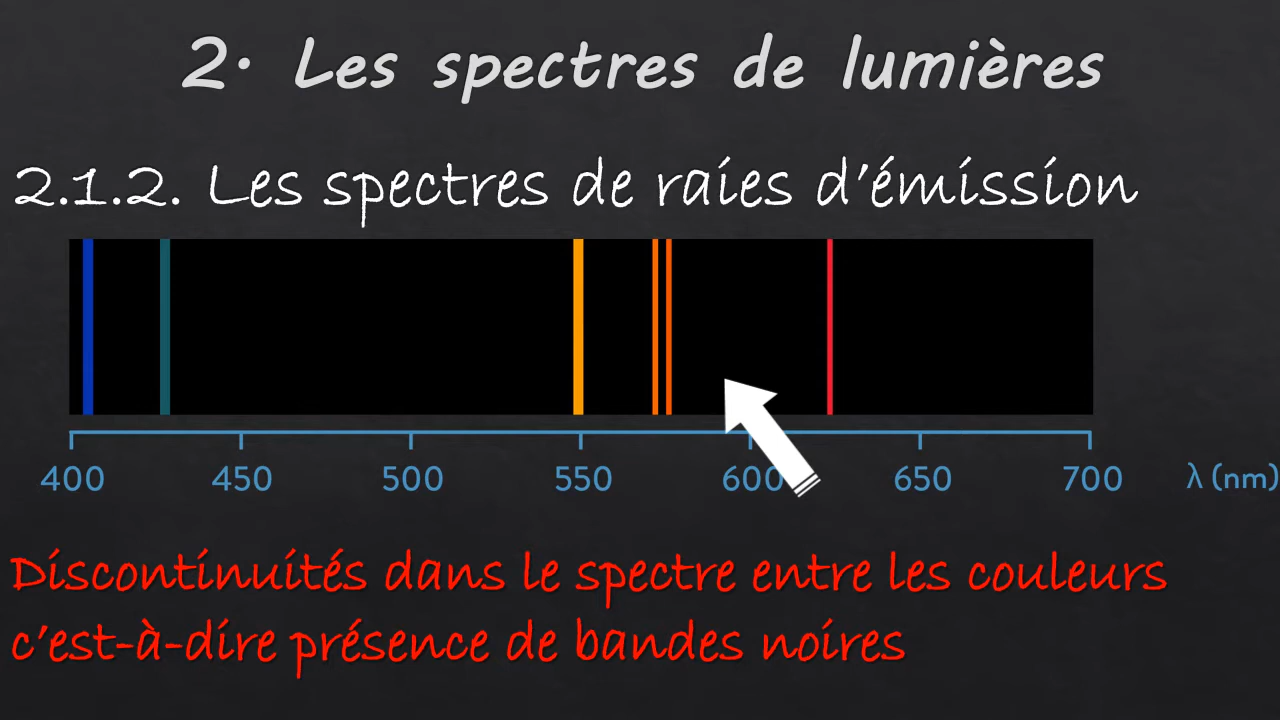 2. Les spectres de lumières
2.1.2. Les spectres de raies d'émission
400 450 500 550 600 650 700 λ (nm)
Discontinuités dans le spectre entre les couleurs
c'est-à-dire présence de bandes noires